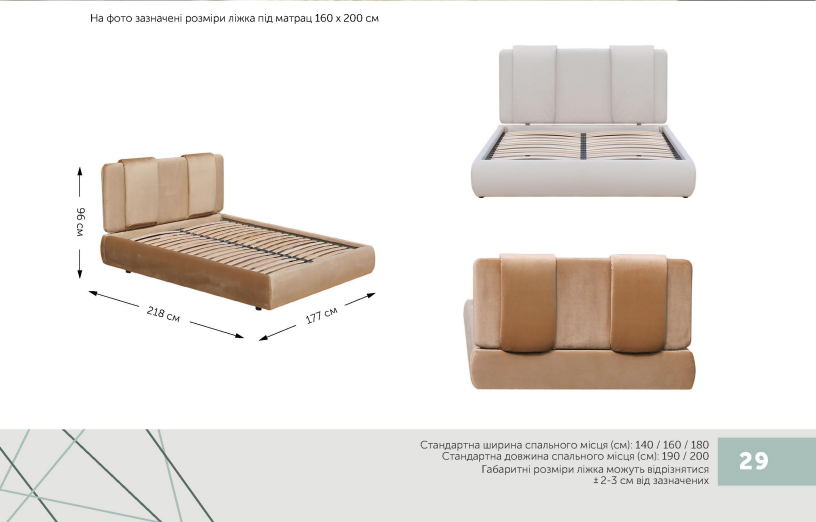 На фото зазначені розміри ліжка під матрац 160 х 200 см
96 см
218 см
177 см
Стандартна ширина спального місця (см): 140 / 160 / 180
Стандартна довжина спального місця (см): 190 / 200
Габаритні розміри ліжка можуть відрізнятися
± 2-3 см від зазначених
29